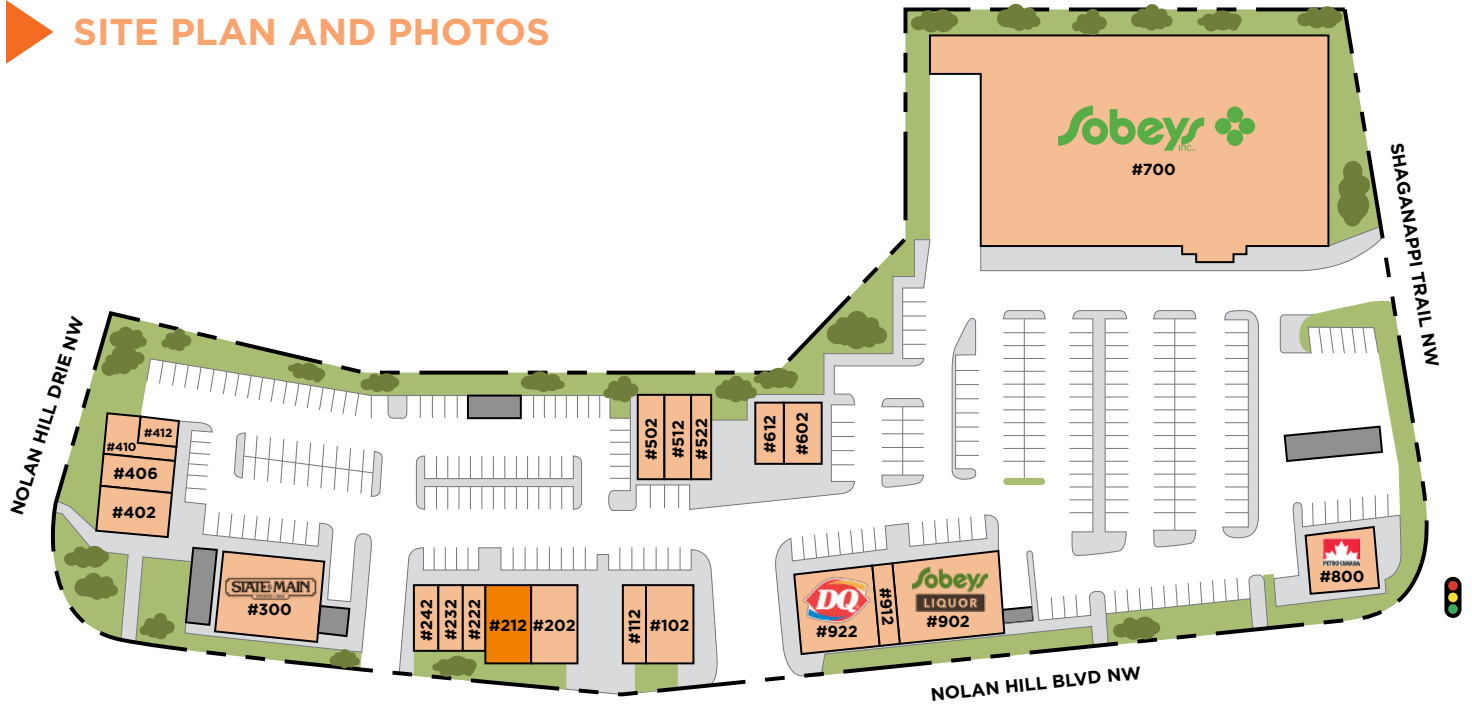 SITE PLAN AND PHOTOS
Sobeys
inc.
#700
SHAGANAPPI TRAIL NW
NOLAN HILL DRIE NW
#412
#410
#406
#402
#502
#512
#522
#612
#602
STATE & MAIN
#300
#242
#232
#222
#212
#202
#112
#102
DQ
#922
#912
Sobeys
LIQUOR
#902
PETRO-CANADA
#800
NOLAN HILL BLVD NW